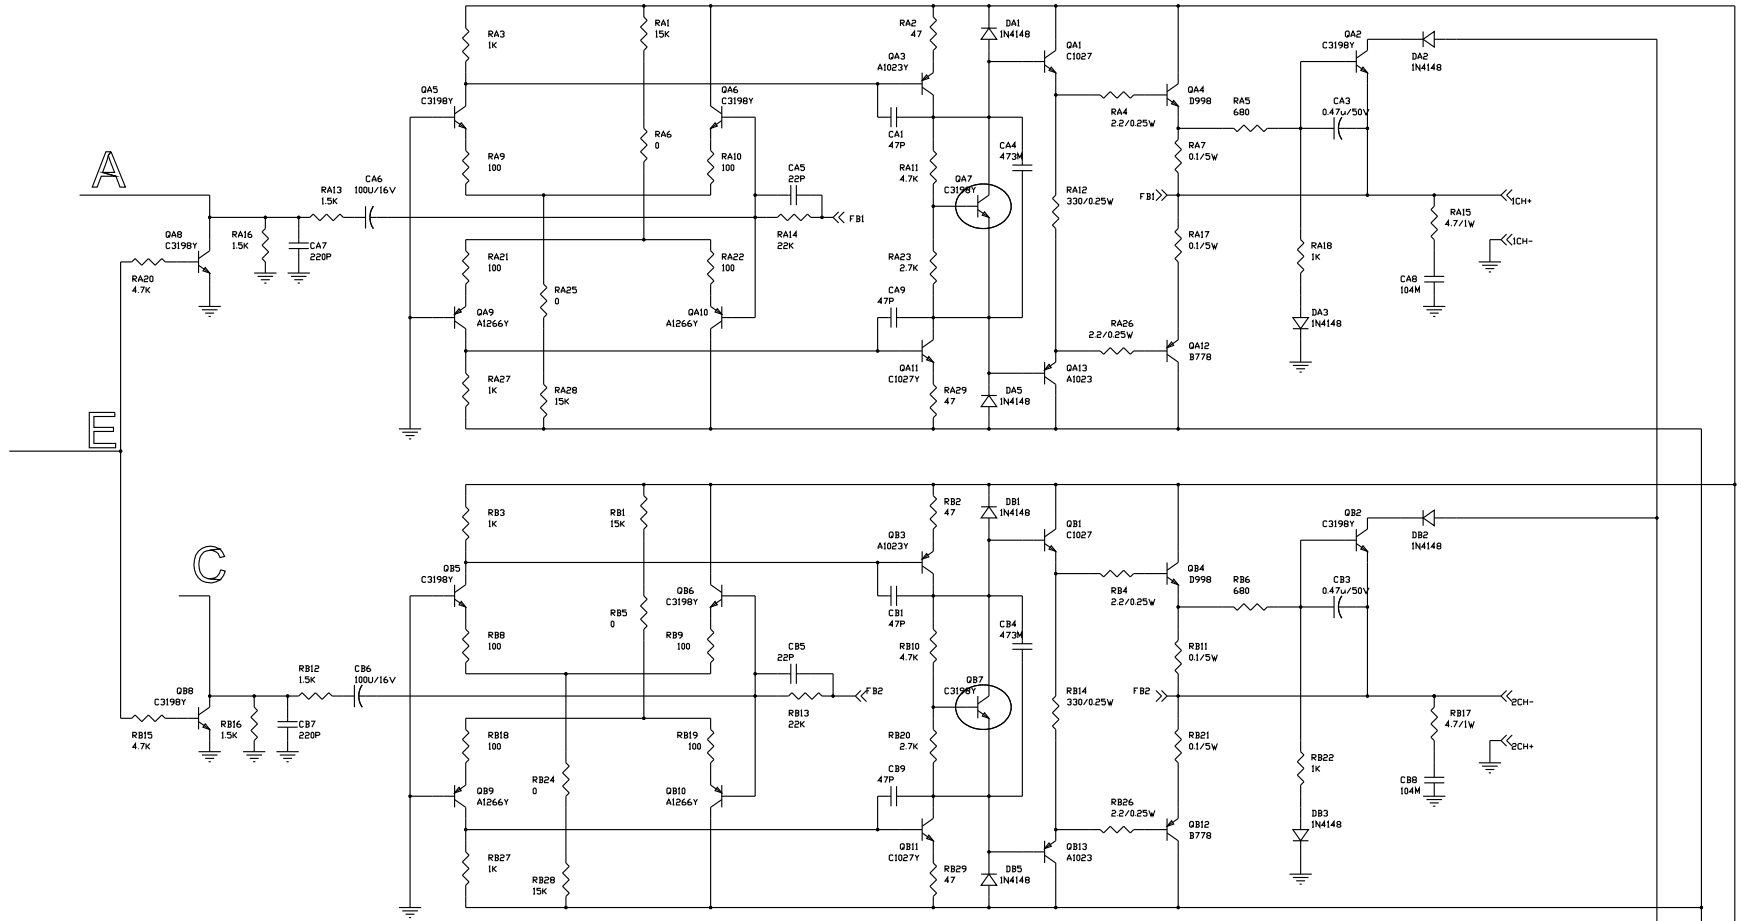 RA3
1K
RA1
15K
RA2
47
DA1
1N4148
QA1
C1027
QA2
C3198Y
DA2
1N4148
QA3
A1023Y
QA5
C3198Y
QA6
C3198Y
QA4
D998
RA4
2.2/0.25W
RA5
680
CA3
0.47u/50V
RA6
0
CA1
47P
CA4
473M
RA7
0.1/5W
RA9
100
RA10
100
CA5
22P
RA11
4.7K
QA7
C3198Y
RA12
330/0.25W
FB1
1CH+
A
RA13
1.5K
CA6
100U/16V
FB1
RA14
22K
RA15
4.7/1W
1CH-
QA8
C3198Y
RA16
1.5K
CA7
220P
RA17
0.1/5W
RA18
1K
RA20
4.7K
RA21
100
RA22
100
RA23
2.7K
RA25
0
CA9
47P
CA8
104M
QA9
A1266Y
QA10
A1266Y
RA26
2.2/0.25W
DA3
1N4148
QA12
B778
QA11
C1027Y
QA13
A1023
RA27
1K
RA28
15K
RA29
47
DA5
1N4148
E
RB3
1K
RB1
15K
RB2
47
DB1
1N4148
QB1
C1027
QB2
C3198Y
DB2
1N4148
QB3
A1023Y
C
QB5
C3198Y
QB6
C3198Y
QB4
D998
RB4
2.2/0.25W
RB6
680
CB3
0.47u/50V
RB5
0
CB1
47P
CB4
473M
RB8
100
RB9
100
CB5
22P
RB10
4.7K
RB11
0.1/5W
QB7
C3198Y
RB14
330/0.25W
FB2
2CH-
RB12
1.5K
CB6
100U/16V
FB2
RB13
22K
RB17
4.7/1W
2CH+
QB8
C3198Y
RB16
1.5K
CB7
220P
RB15
4.7K
RB18
100
RB19
100
RB20
2.7K
RB21
0.1/5W
RB22
1K
RB24
0
CB9
47P
CB8
104M
QB9
A1266Y
QB10
A1266Y
RB26
2.2/0.25W
DB3
1N4148
QB12
B778
QB11
C1027Y
QB13
A1023
RB27
1K
RB28
15K
RB29
47
DB5
1N4148